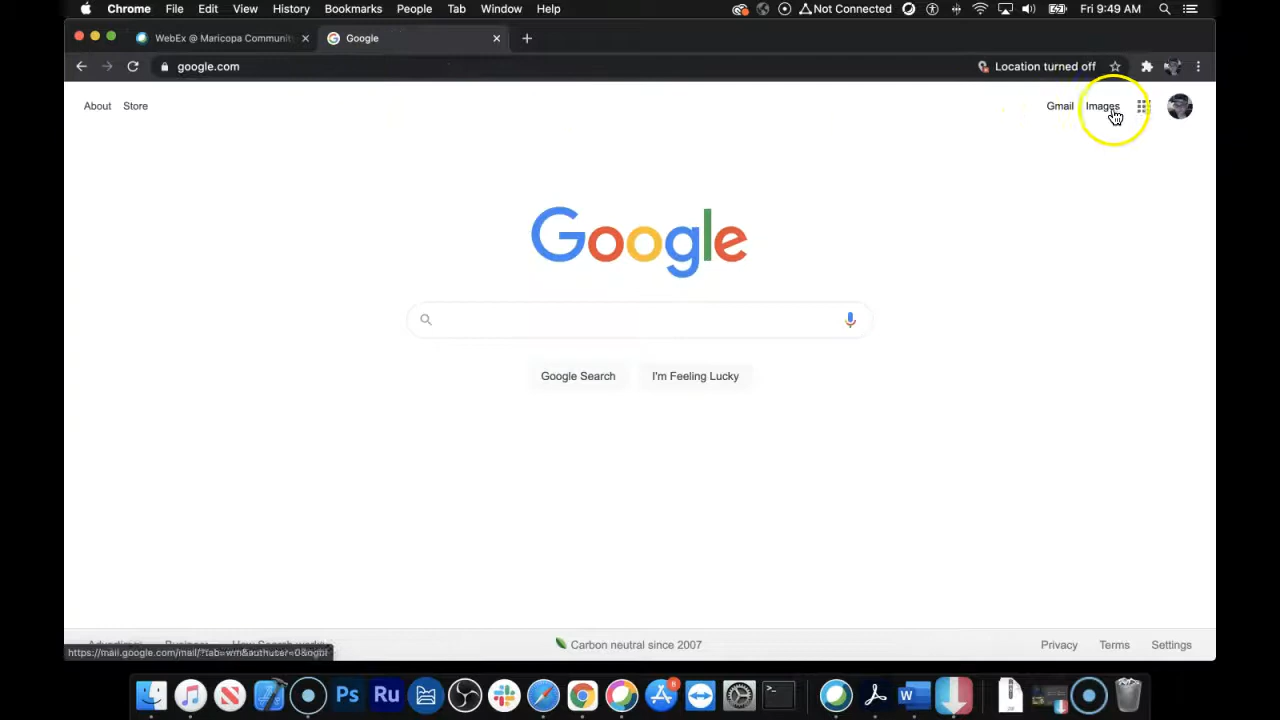 Chrome File Edit View History Bookmarks People Tab Window Help Not Connected Fri 9:49 AM
WebEx @ Maricopa Communit Google
google.com Location turned off
About Store Gmail Images
Google
Google Search I'm Feeling Lucky
Carbon neutral since 2007 Privacy Terms Settings
Ps Ru 8 W